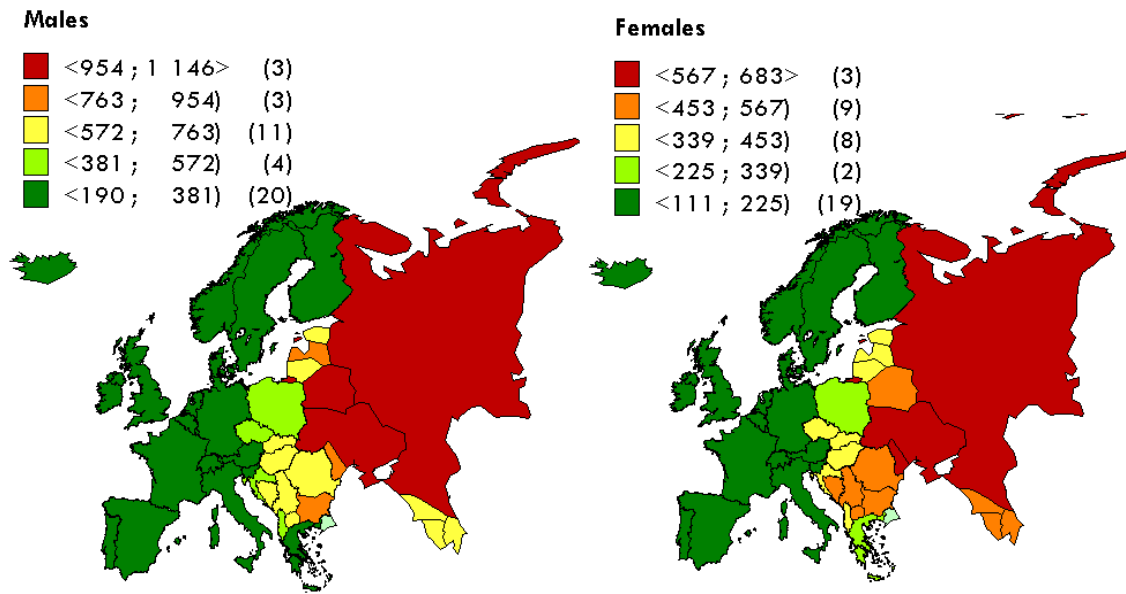 Males
<954 ; 1 146> (3)
<763 ; 954) (3)
<572 ; 763) (11)
<381 ; 572) (4)
<190 ; 381) (20)
Females
<567 ; 683> (3)
<453 ; 567) (9)
<339 ; 453) (8)
<225 ; 339) (2)
<111 ; 225) (19)